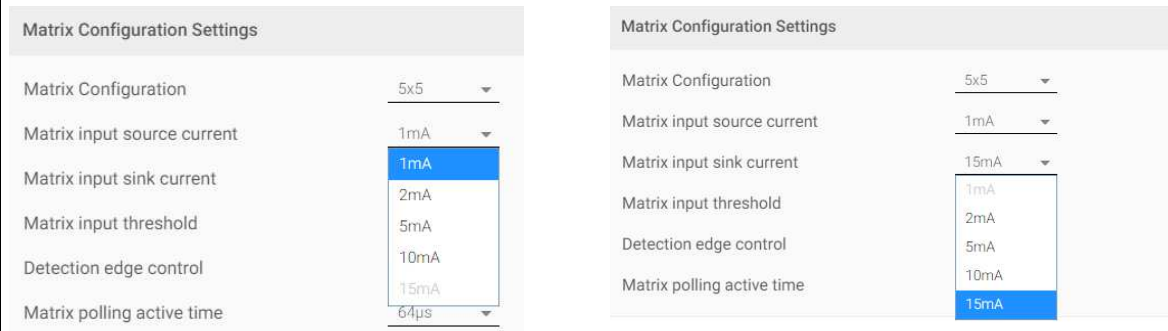 Matrix Configuration Settings
Matrix Configuration 5x5
Matrix input source current 1mA
1mA
Matrix input sink current
2mA
Matrix input threshold
5mA
Detection edge control
10mA
15mA
Matrix polling active time 64µs
Matrix Configuration Settings
Matrix Configuration 5x5
Matrix input source current 1mA
Matrix input sink current 15mA
1mA
Matrix input threshold
2mA
Detection edge control
5mA
10mA
Matrix polling active time
15mA